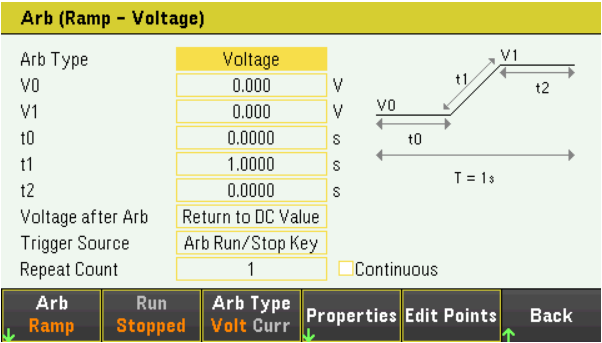 Arb (Ramp - Voltage)
Arb Type Voltage
V0 0.000 V
V1 0.000 V
t0 0.0000 s
t1 1.0000 s
t2 0.0000 s
Voltage after Arb Return to DC Value
Trigger Source Arb Run/Stop Key
Repeat Count 1 Continuous
V1
t1
t2
V0
t0
T = 1s
Arb Run Arb Type Properties Edit Points Back
Ramp Stopped Volt Curr